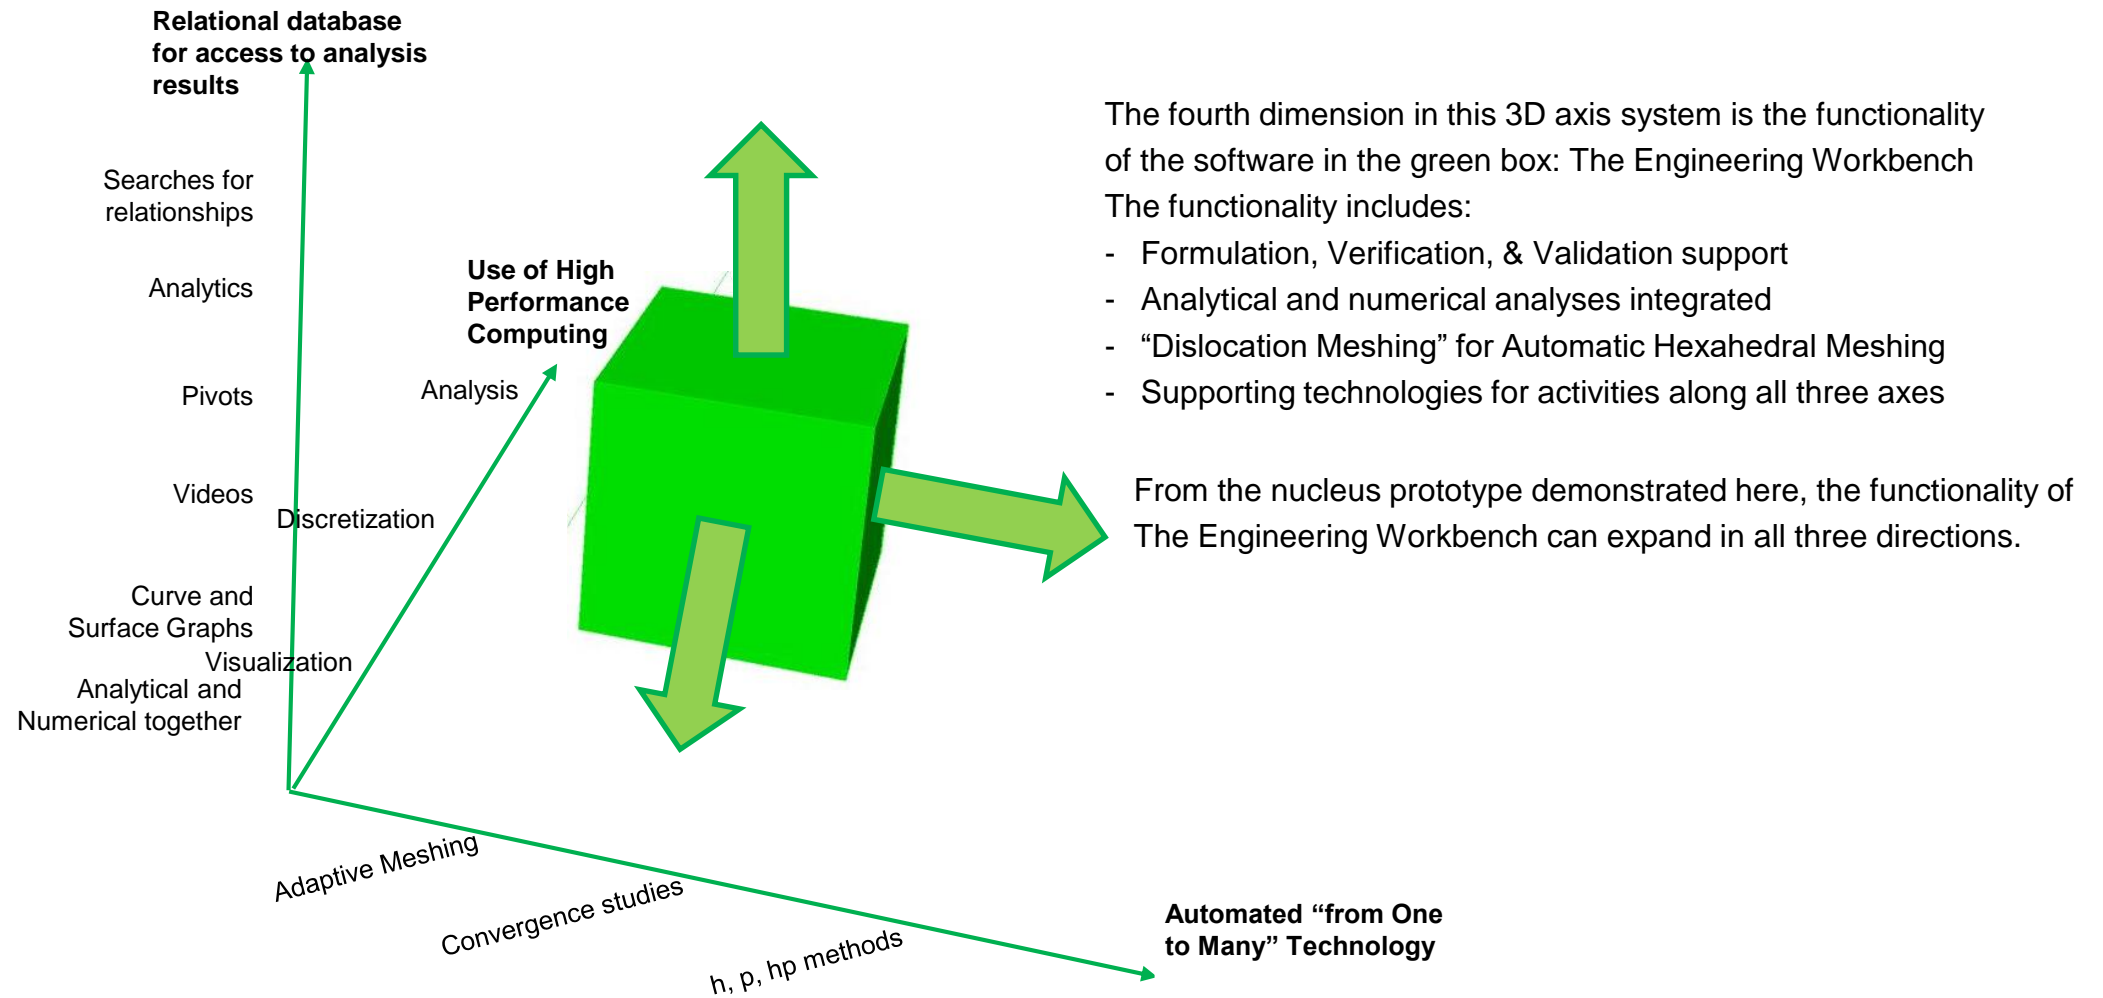 Relational database
for access to analysis
results
Searches for
relationships
Analytics
Pivots
Videos
Curve and
Surface Graphs
Analytical and
Numerical together
Use of High
Performance
Computing
Analysis
Discretization
Visualization
Adaptive Meshing
Convergence studies
h, p, hp methods
Automated “from One
to Many” Technology
The fourth dimension in this 3D axis system is the functionality
of the software in the green box: The Engineering Workbench
The functionality includes:
- Formulation, Verification, & Validation support
- Analytical and numerical analyses integrated
- “Dislocation Meshing” for Automatic Hexahedral Meshing
- Supporting technologies for activities along all three axes
From the nucleus prototype demonstrated here, the functionality of
The Engineering Workbench can expand in all three directions.